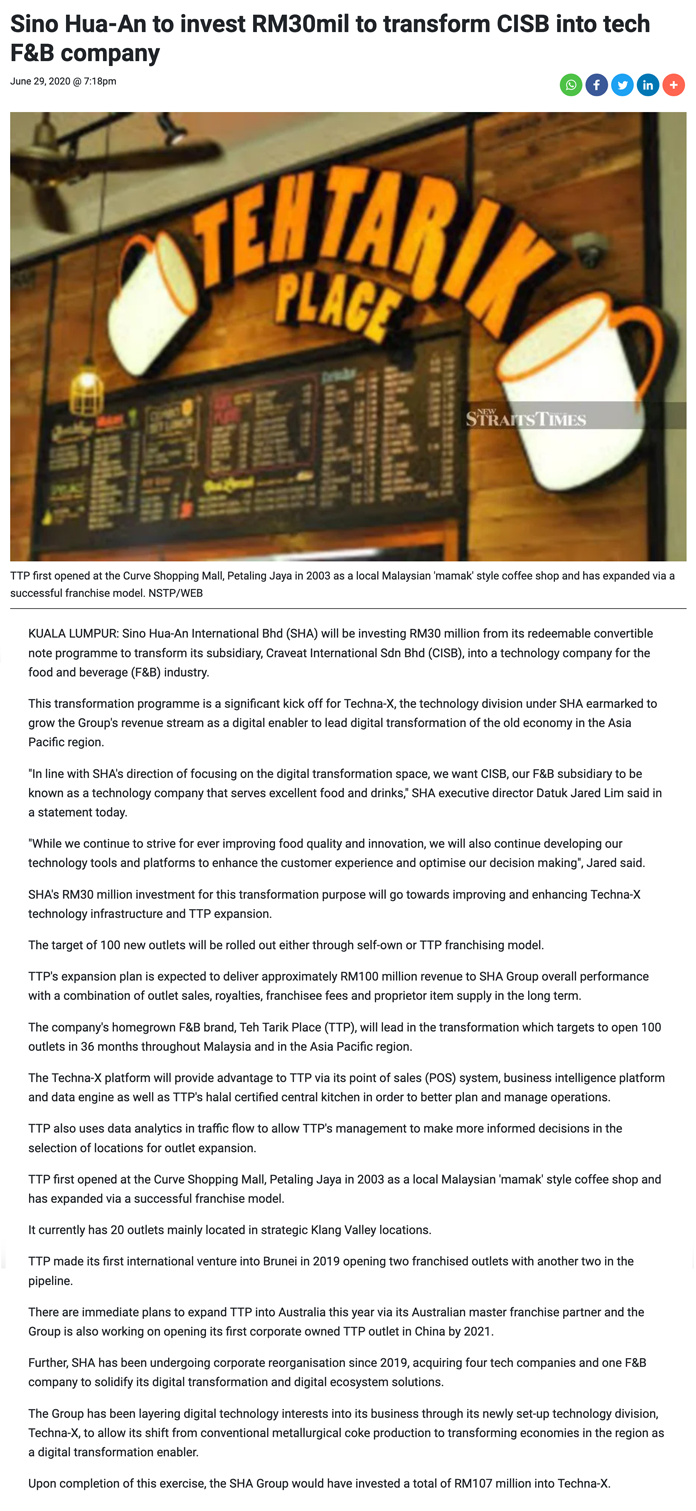 Sino Hua-An to invest RM30mil to transform CISB into tech
F&B company
June 29, 2020 @ 7:18pm
TEH TARIK
PLACE
Drinks
NEW
STRAITS TIMES
TTP first opened at the Curve Shopping Mall, Petaling Jaya in 2003 as a local Malaysian 'mamak' style coffee shop and has expanded via a
successful franchise model. NSTP/WEB
KUALA LUMPUR: Sino Hua-An International Bhd (SHA) will be investing RM30 million from its redeemable convertible
note programme to transform its subsidiary, Craveat International Sdn Bhd (CISB), into a technology company for the
food and beverage (F&B) industry.
This transformation programme is a significant kick off for Techna-X, the technology division under SHA earmarked to
grow the Group's revenue stream as a digital enabler to lead digital transformation of the old economy in the Asia
Pacific region.
"In line with SHA's direction of focusing on the digital transformation space, we want CISB, our F&B subsidiary to be
known as a technology company that serves excellent food and drinks," SHA executive director Datuk Jared Lim said in
a statement today.
"While we continue to strive for ever improving food quality and innovation, we will also continue developing our
technology tools and platforms to enhance the customer experience and optimise our decision making", Jared said.
SHA's RM30 million investment for this transformation purpose will go towards improving and enhancing Techna-X
technology infrastructure and TTP expansion.
The target of 100 new outlets will be rolled out either through self-own or TTP franchising model.
TTP's expansion plan is expected to deliver approximately RM100 million revenue to SHA Group overall performance
with a combination of outlet sales, royalties, franchisee fees and proprietor item supply in the long term.
The company's homegrown F&B brand, Teh Tarik Place (TTP), will lead in the transformation which targets to open 100
outlets in 36 months throughout Malaysia and in the Asia Pacific region.
The Techna-X platform will provide advantage to TTP via its point of sales (POS) system, business intelligence platform
and data engine as well as TTP's halal certified central kitchen in order to better plan and manage operations.
TTP also uses data analytics in traffic flow to allow TTP's management to make more informed decisions in the
selection of locations for outlet expansion.
TTP first opened at the Curve Shopping Mall, Petaling Jaya in 2003 as a local Malaysian 'mamak' style coffee shop and
has expanded via a successful franchise model.
It currently has 20 outlets mainly located in strategic Klang Valley locations.
TTP made its first international venture into Brunei in 2019 opening two franchised outlets with another two in the
pipeline.
There are immediate plans to expand TTP into Australia this year via its Australian master franchise partner and the
Group is also working on opening its first corporate owned TTP outlet in China by 2021.
Further, SHA has been undergoing corporate reorganisation since 2019, acquiring four tech companies and one F&B
company to solidify its digital transformation and digital ecosystem solutions.
The Group has been layering digital technology interests into its business through its newly set-up technology division,
Techna-X, to allow its shift from conventional metallurgical coke production to transforming economies in the region as
a digital transformation enabler.
Upon completion of this exercise, the SHA Group would have invested a total of RM107 million into Techna-X.